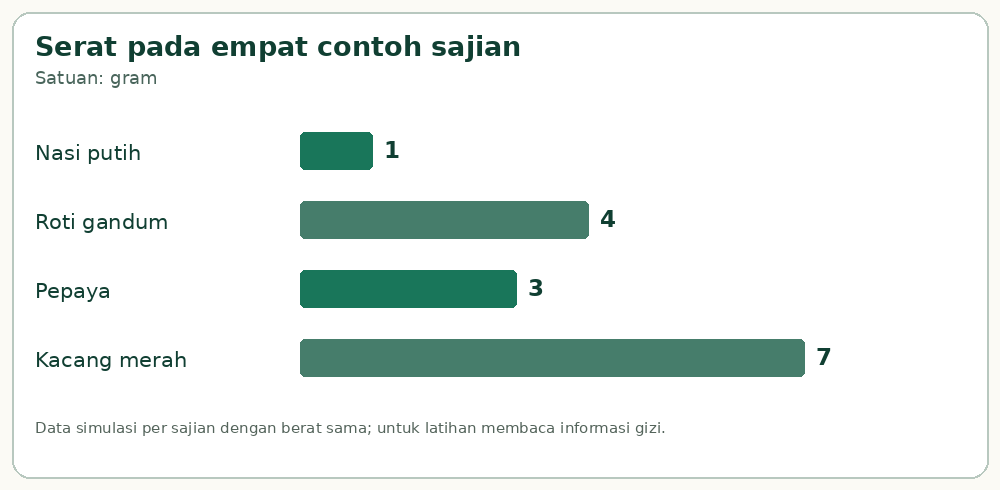 Serat pada empat contoh sajian
Satuan: gram
Nasi putih 1
Roti gandum 4
Pepaya 3
Kacang merah 7
Data simulasi per sajian dengan berat sama; untuk latihan membaca informasi gizi.